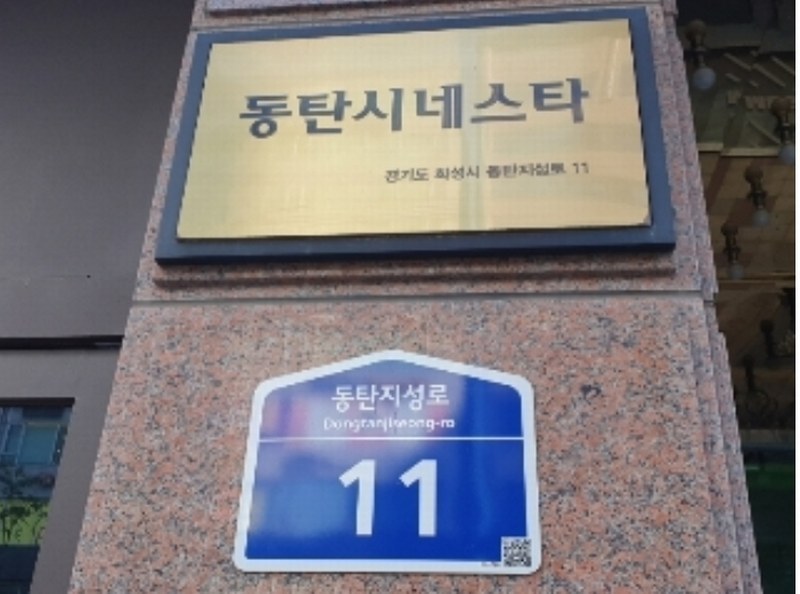 동탄시네스타
경기도 화성시 동탄지성로 11
동탄지성로
Dongtanjiseong-ro
11